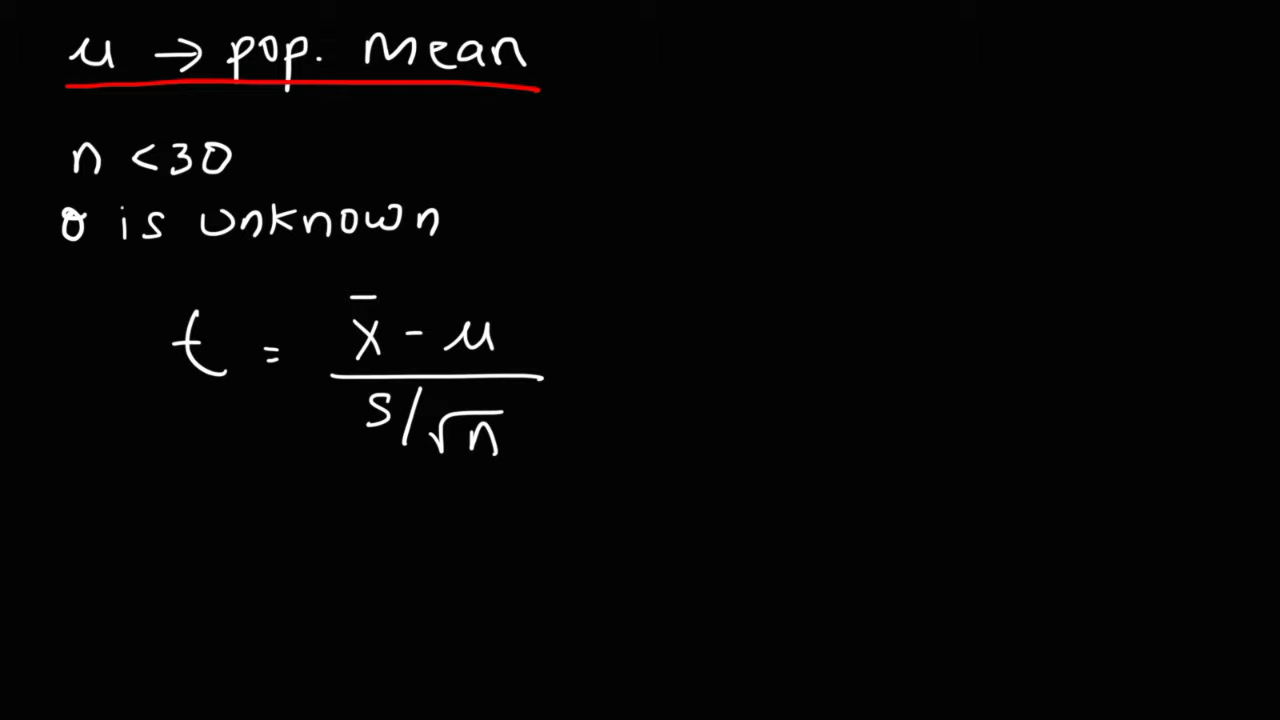 μ → pop. Mean
n < 30
σ is unknown
t = (x̄ - μ) / (s/√n)